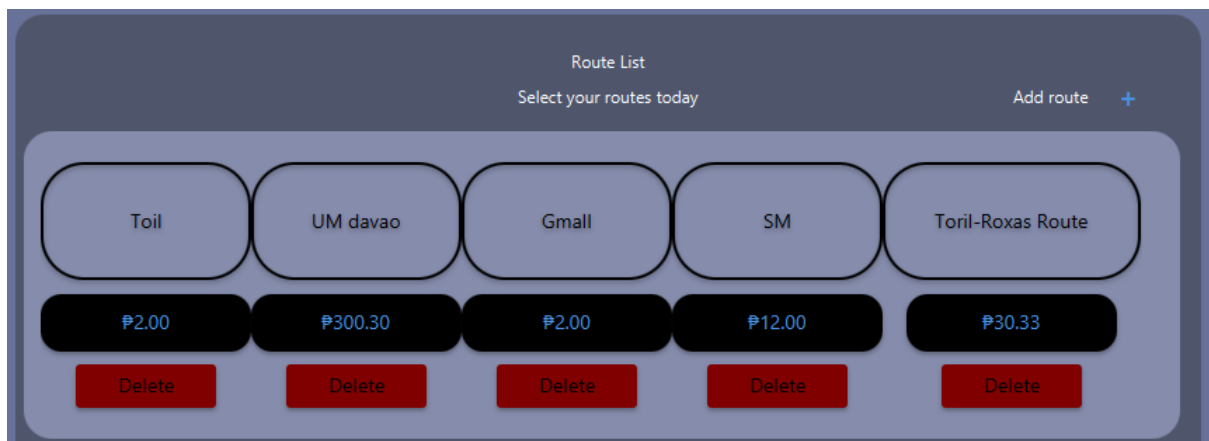 Route List
Select your routes today
Add route +
Toil
UM davao
Gmall
SM
Toril-Roxas Route
₱2.00
₱300.30
₱2.00
₱12.00
₱30.33
Delete
Delete
Delete
Delete
Delete